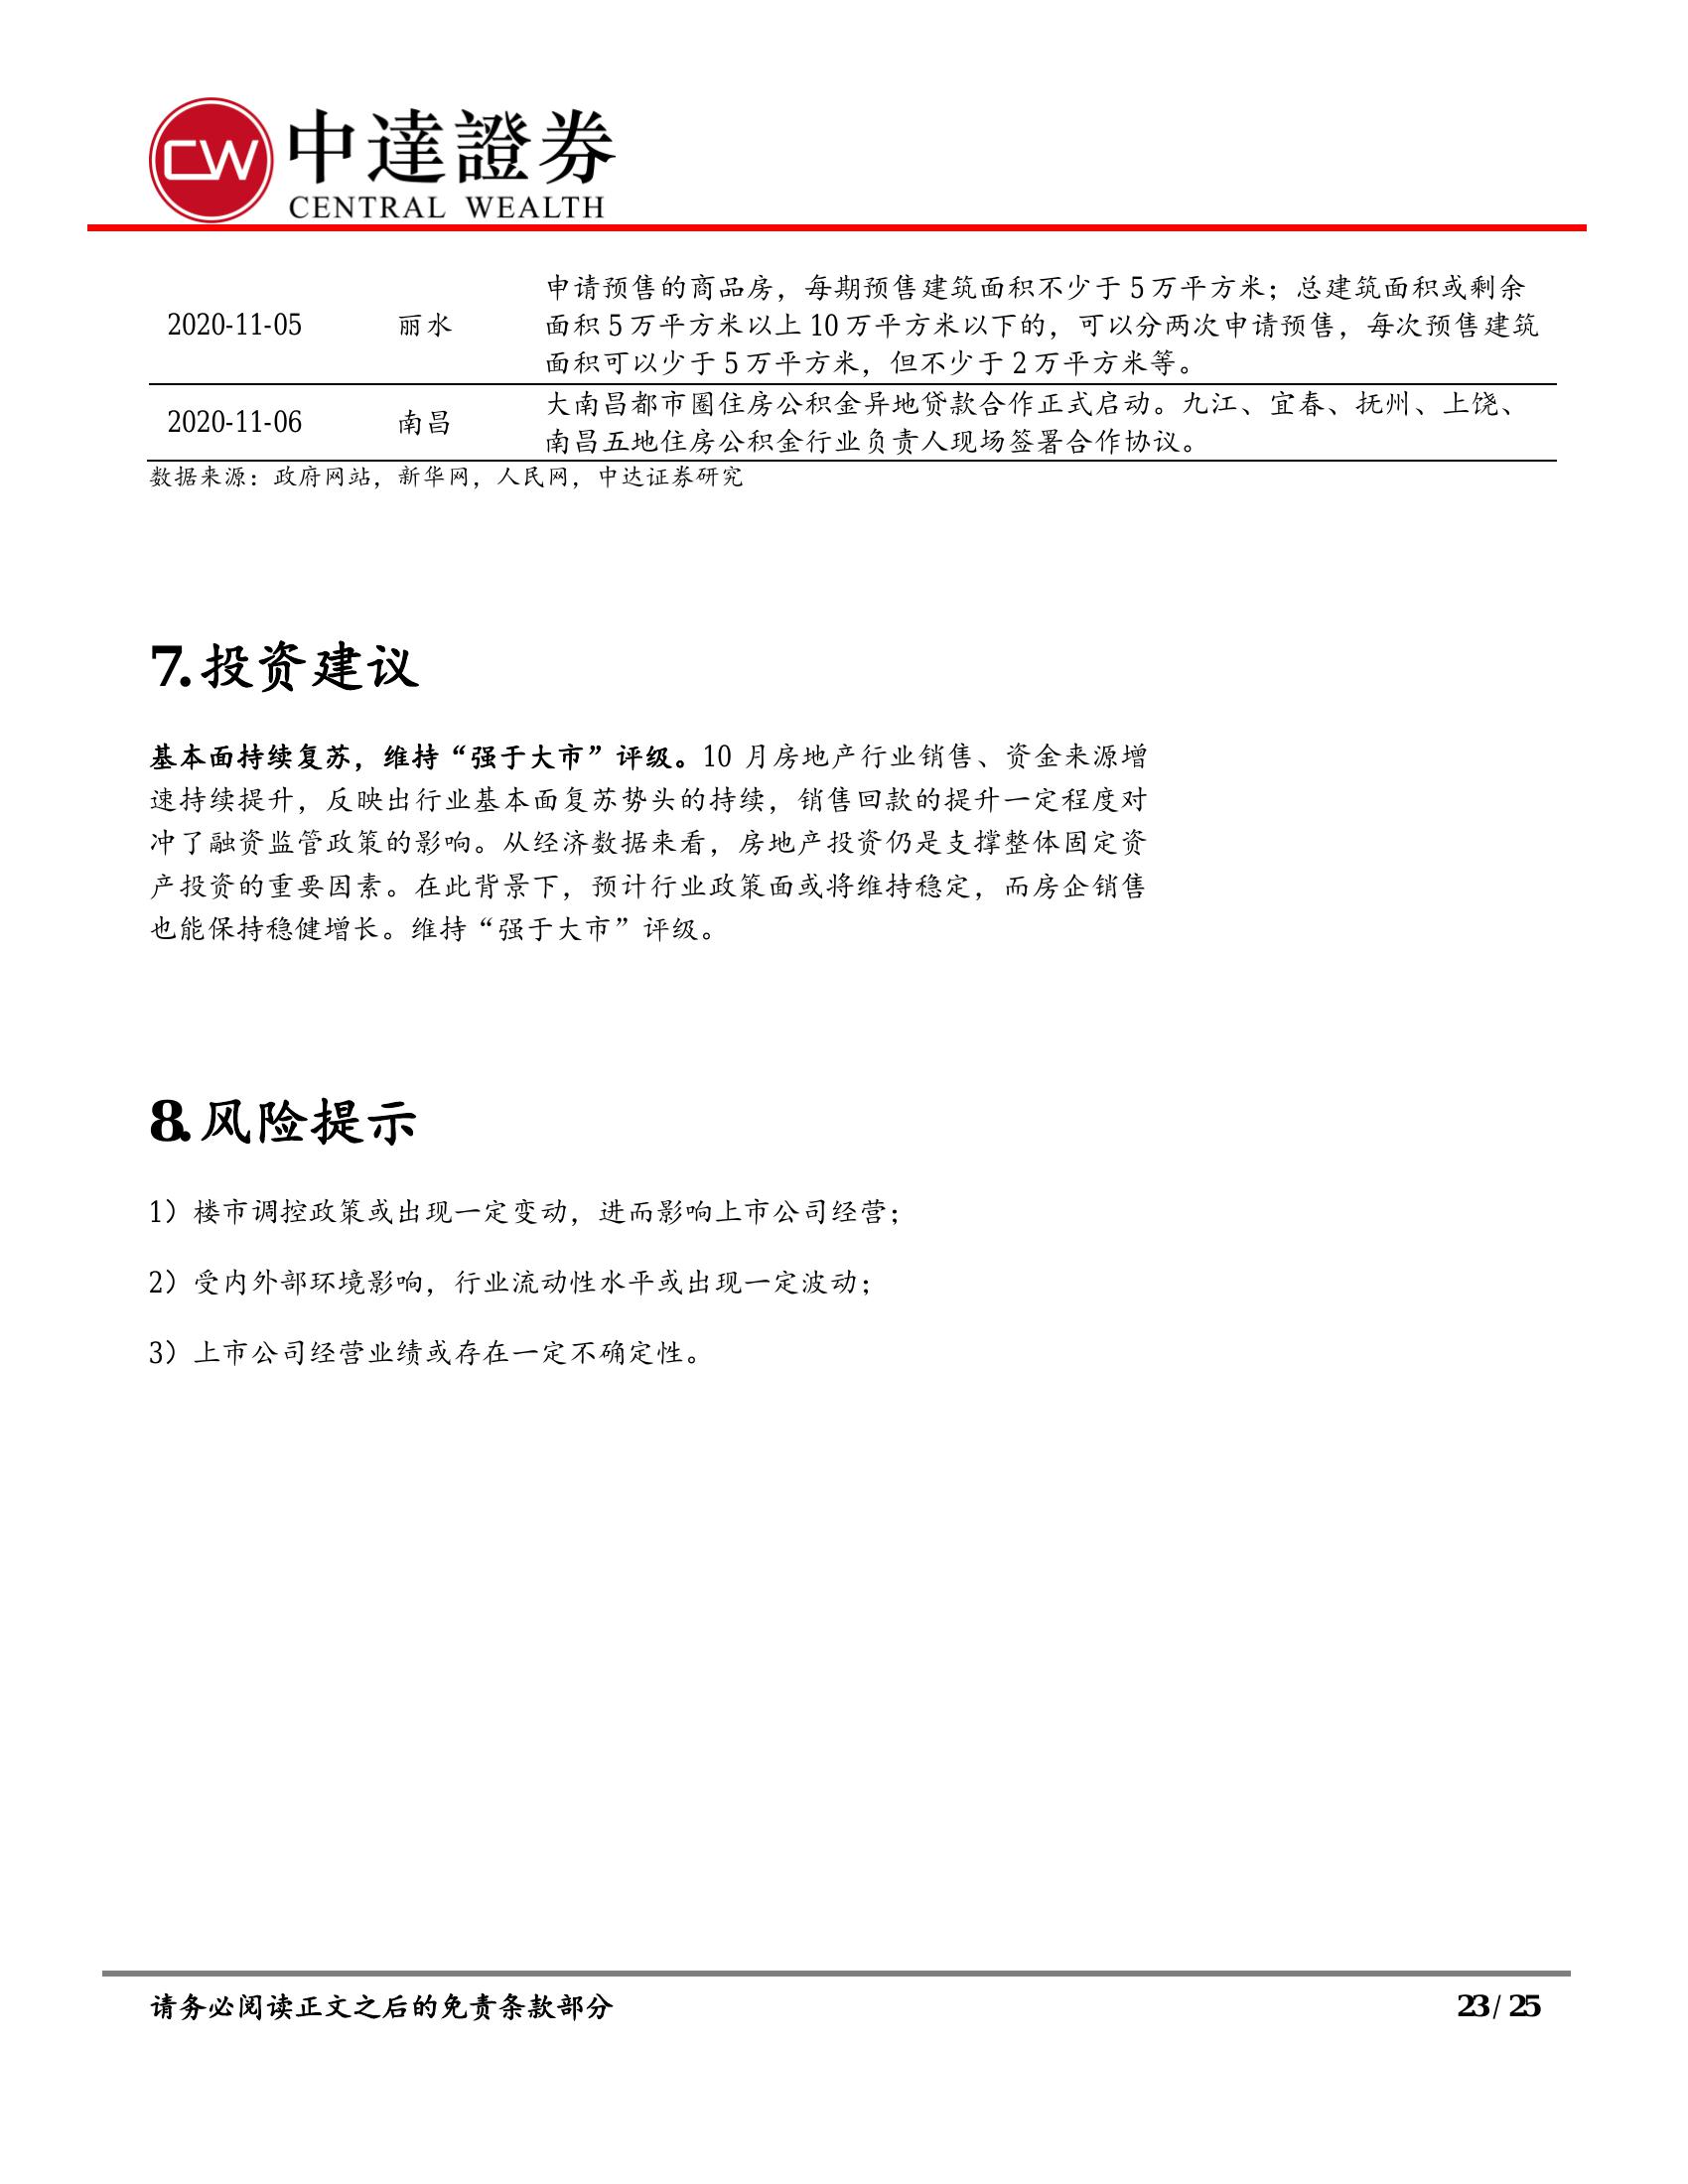 CW 中達證券
CENTRAL WEALTH
申请预售的商品房，每期预售建筑面积不少于 5 万平方米；总建筑面积或剩余
2020-11-05 丽水 面积 5 万平方米以上 10 万平方米以下的，可以分两次申请预售，每次预售建筑
面积可以少于 5 万平方米，但不少于 2 万平方米等。
2020-11-06 南昌 大南昌都市圈住房公积金异地贷款合作正式启动。九江、宜春、抚州、上饶、
南昌五地住房公积金行业负责人现场签署合作协议。
数据来源：政府网站，新华网，人民网，中达证券研究
7. 投资建议
基本面持续复苏，维持“强于大市”评级。10 月房地产行业销售、资金来源增
速持续提升，反映出行业基本面复苏势头的持续，销售回款的提升一定程度对
冲了融资监管政策的影响。从经济数据来看，房地产投资仍是支撑整体固定资
产投资的重要因素。在此背景下，预计行业政策面或将维持稳定，而房企销售
也能保持稳健增长。维持“强于大市”评级。
8. 风险提示
1）楼市调控政策或出现一定变动，进而影响上市公司经营；
2）受内外部环境影响，行业流动性水平或出现一定波动；
3）上市公司经营业绩或存在一定不确定性。
请务必阅读正文之后的免责条款部分 23 / 25